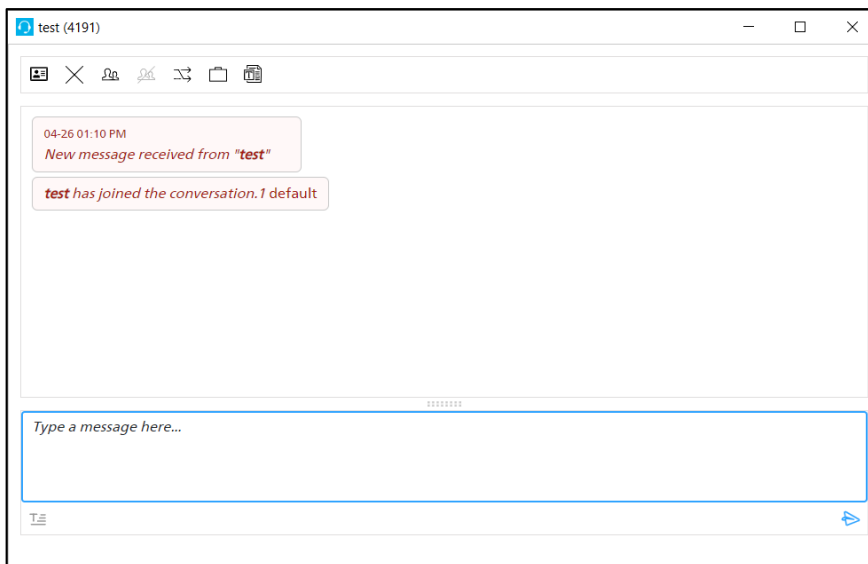 test (4191)
04-26 01:10 PM
New message received from "test"
test has joined the conversation.1 default
Type a message here...